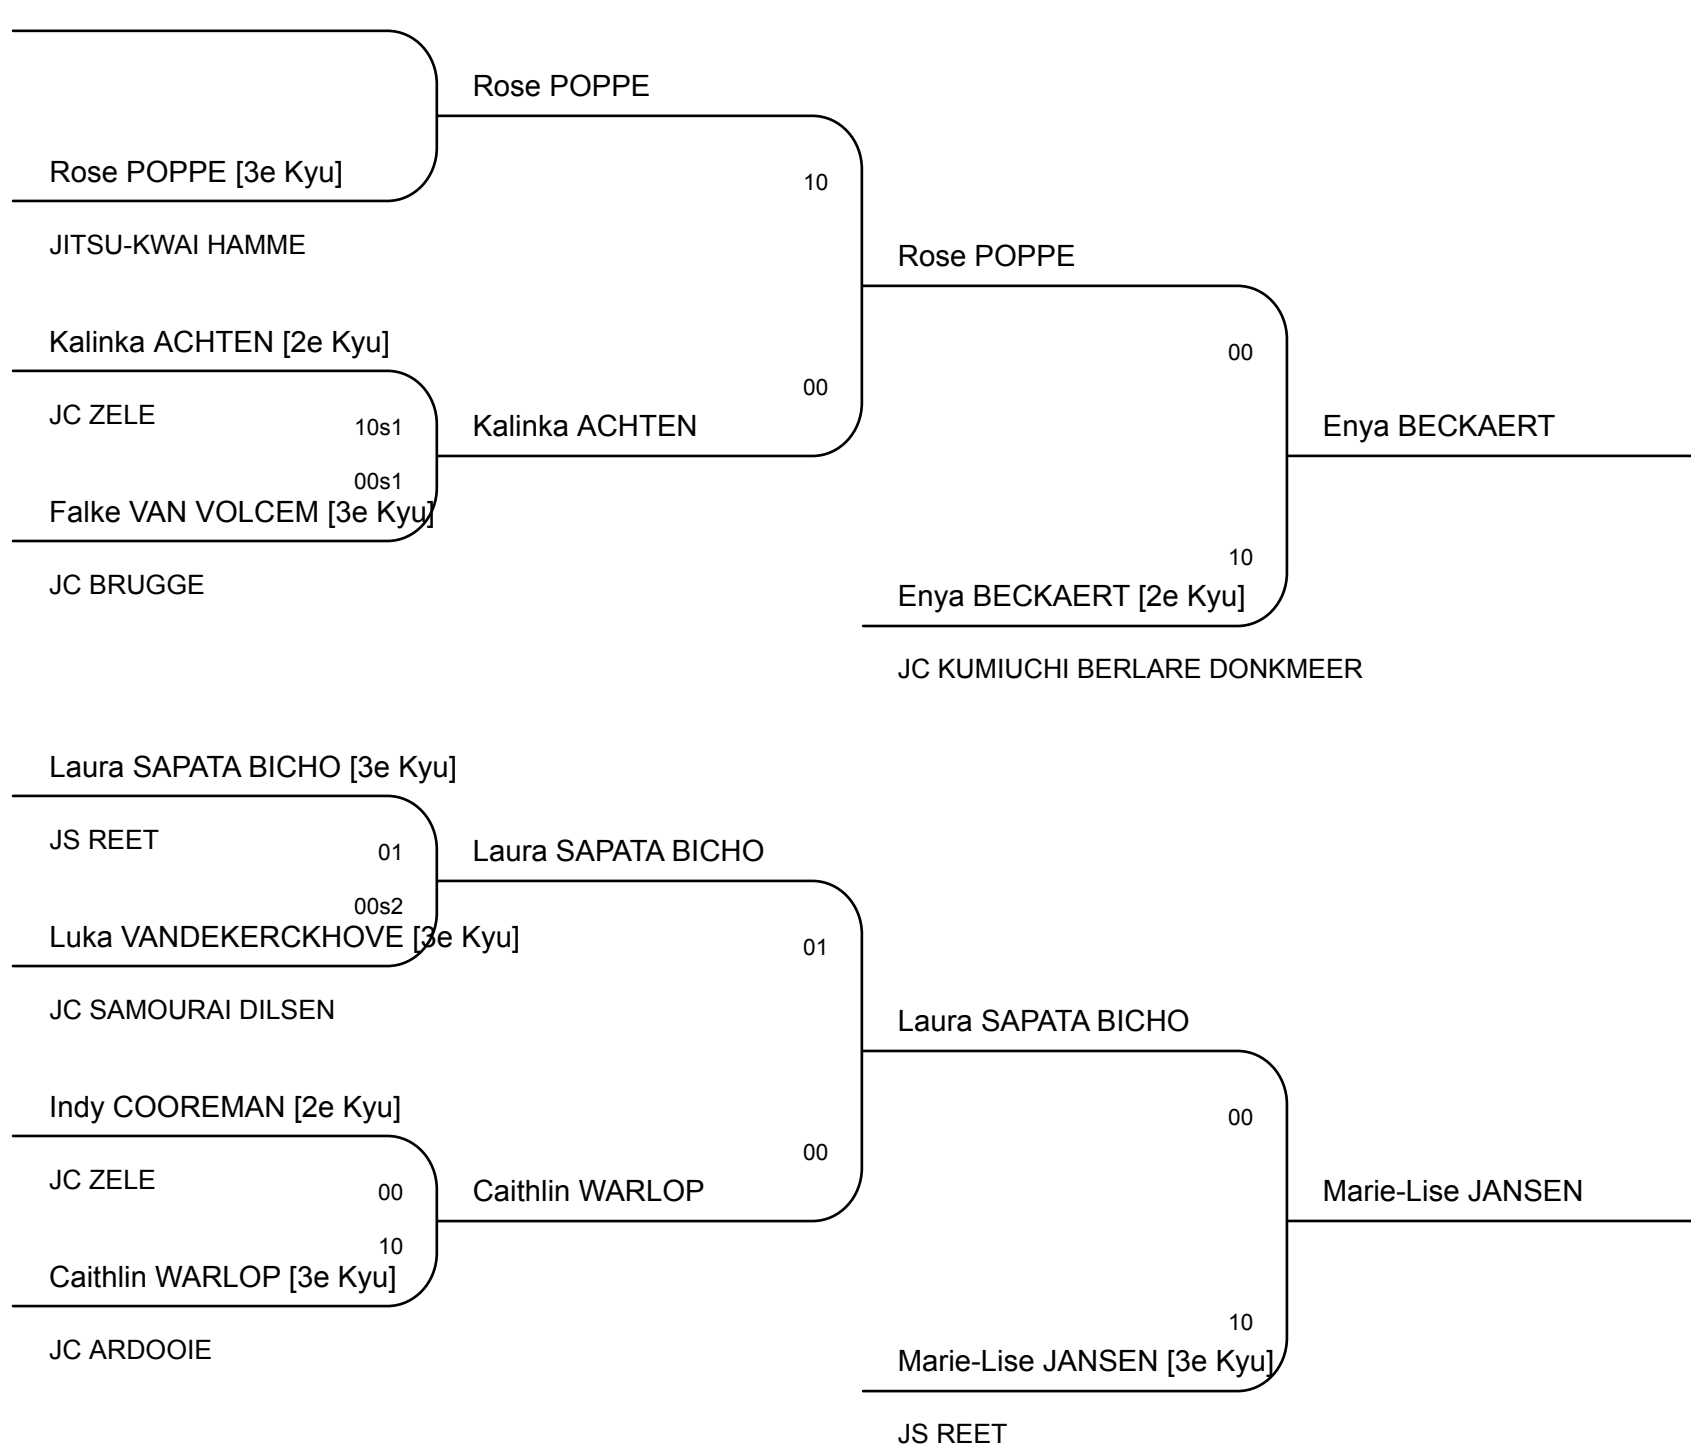 Rose POPPE
Rose POPPE [3e Kyu]
10
JITSU-KWAI HAMME
Rose POPPE
Kalinka ACHTEN [2e Kyu]
00
00
JC ZELE
10s1
Kalinka ACHTEN
Enya BECKAERT
00s1
Falke VAN VOLCEM [3e Kyu]
10
JC BRUGGE
Enya BECKAERT [2e Kyu]
JC KUMIUCHI BERLARE DONKMEER
Laura SAPATA BICHO [3e Kyu]
JS REET
01
Laura SAPATA BICHO
00s2
Luka VANDEKERCKHOVE [3e Kyu]
01
JC SAMOURAI DILSEN
Laura SAPATA BICHO
Indy COOREMAN [2e Kyu]
00
00
JC ZELE
00
Caithlin WARLOP
Marie-Lise JANSEN
10
Caithlin WARLOP [3e Kyu]
10
JC ARDOOIE
Marie-Lise JANSEN [3e Kyu]
JS REET